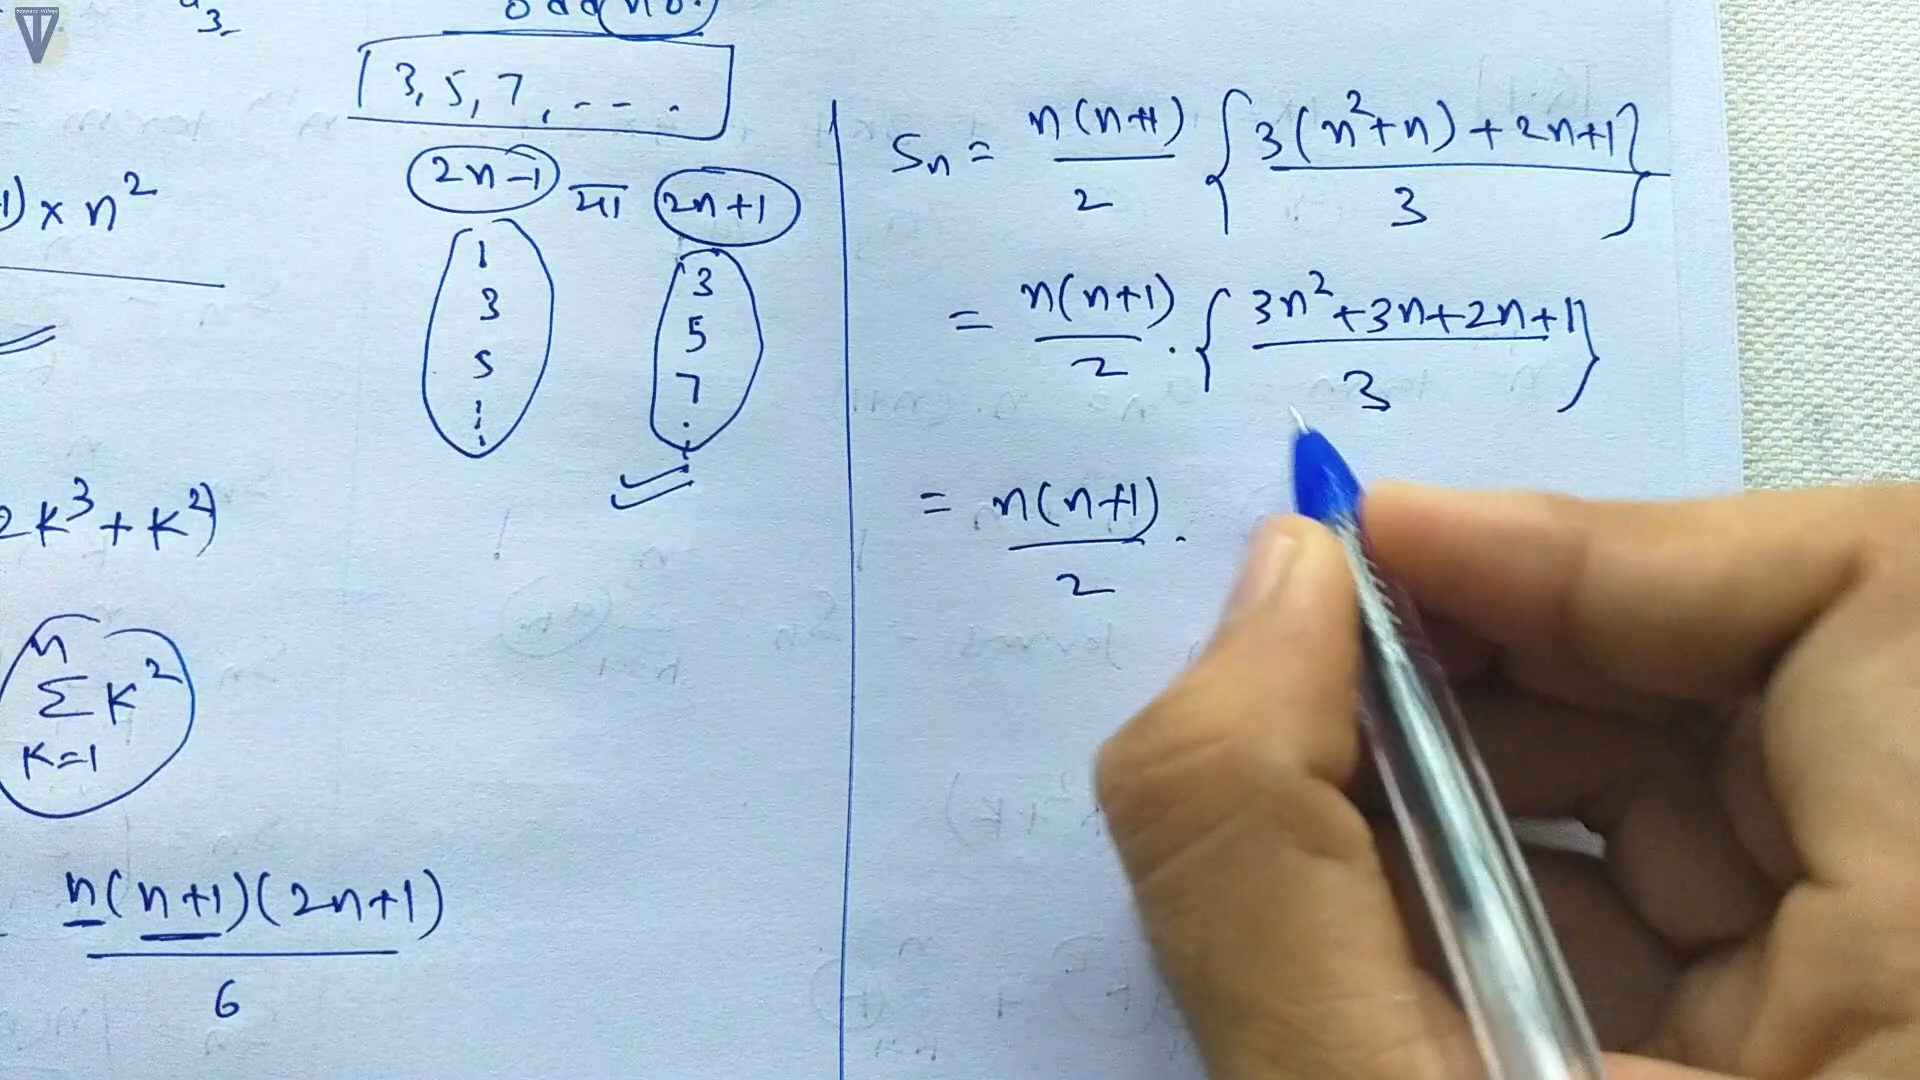 3, 5, 7, - - - .
2n-1 या 2n+1
1
3
5
3
5
7
1) x n²
2K³ + K²)
n
Σ K²
K=1
n(n+1)(2n+1)
6
Sn = n(n+1) { 3(n²+n) + 2n+1 }
2 3
= n(n+1) . { 3n²+3n+2n+1 }
2 3
= n(n+1) .
2